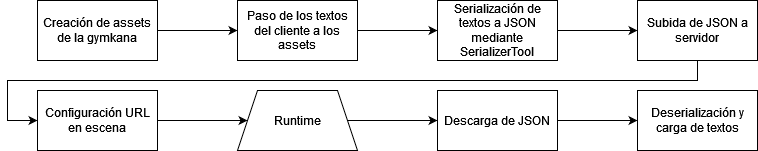 Creación de assets
de la gymkana
Paso de los textos
del cliente a los
assets
Serialización de
textos a JSON
mediante
SerializerTool
Subida de JSON a
servidor
Configuración URL
en escena
Runtime
Descarga de JSON
Deserialización y
carga de textos